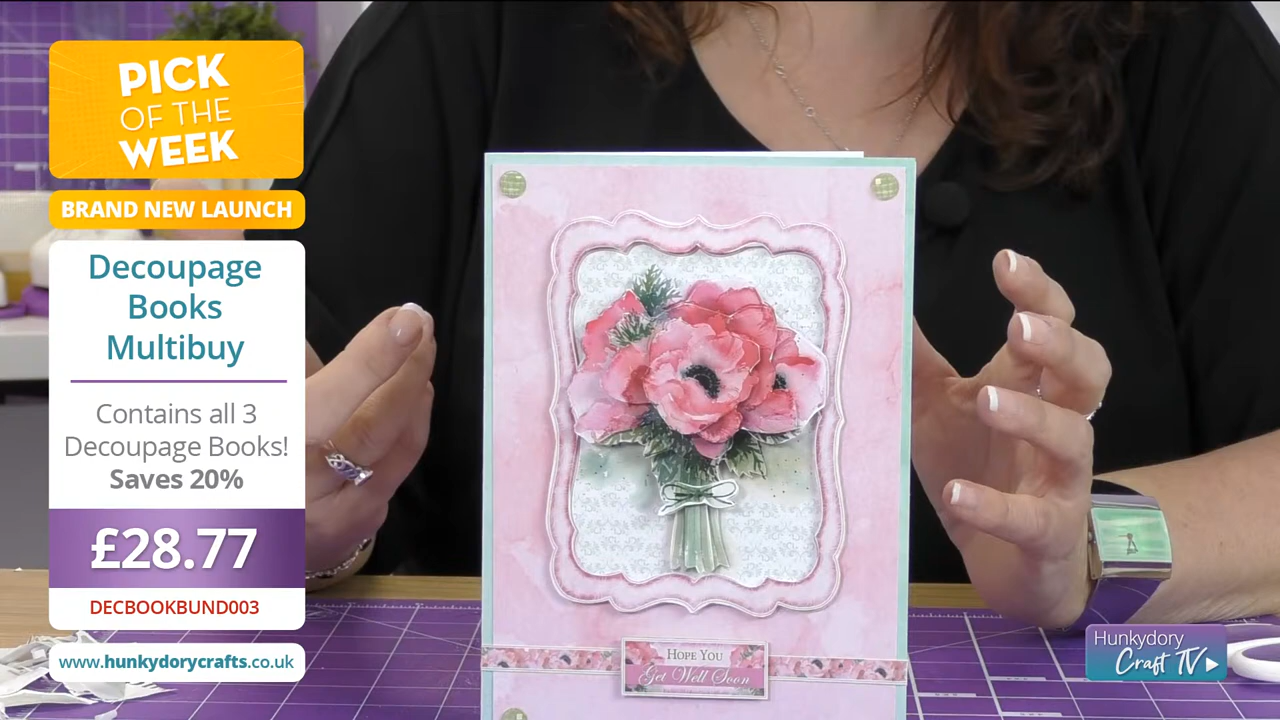 PICK
OF THE
WEEK
BRAND NEW LAUNCH
Decoupage
Books
Multibuy
Contains all 3
Decoupage Books!
Saves 20%
£28.77
DECBOOKBUND003
www.hunkydorycrafts.co.uk
HOPE YOU
Get Well Soon
Hunkydory
Craft TV